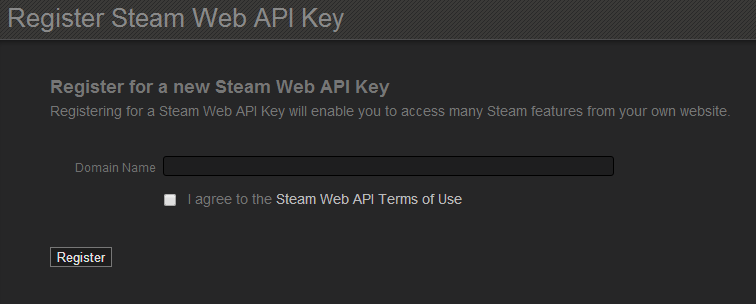 Register Steam Web API Key
Register for a new Steam Web API Key
Registering for a Steam Web API Key will enable you to access many Steam features from your own website.
Domain Name
I agree to the Steam Web API Terms of Use
Register